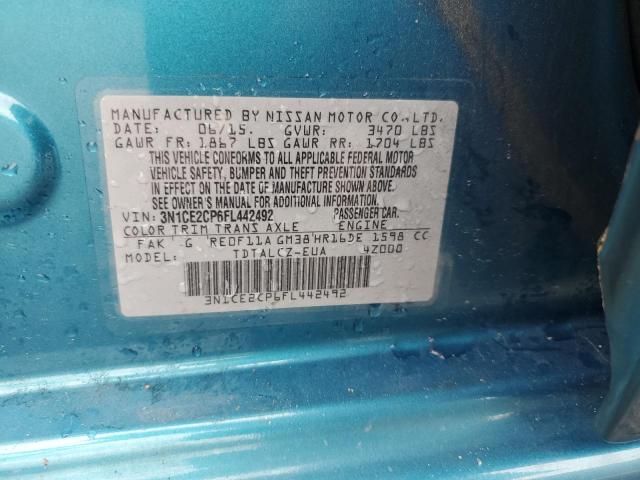 MANUFACTURED BY NISSAN MOTOR CO., LTD.
DATE: 06/15. GVWR: 3470 LBS
GAWR FR: 1867 LBS GAWR RR: 1704 LBS
THIS VEHICLE CONFORMS TO ALL APPLICABLE FEDERAL MOTOR
VEHICLE SAFETY, BUMPER AND THEFT PREVENTION STANDARDS
IN EFFECT ON THE DATE OF MANUFACTURE SHOWN ABOVE.
SEE OWNER'S MANUAL FOR ADDITIONAL INFORMATION.
VIN: 3N1CE2CP6FL442492 PASSENGER CAR.
COLOR TRIM TRANS AXLE ENGINE
FAK G RE0F11A GM38 HR16DE 1598 CC
MODEL: TDTALCZ-EUA 4Z000
3N1CE2CP6FL442492